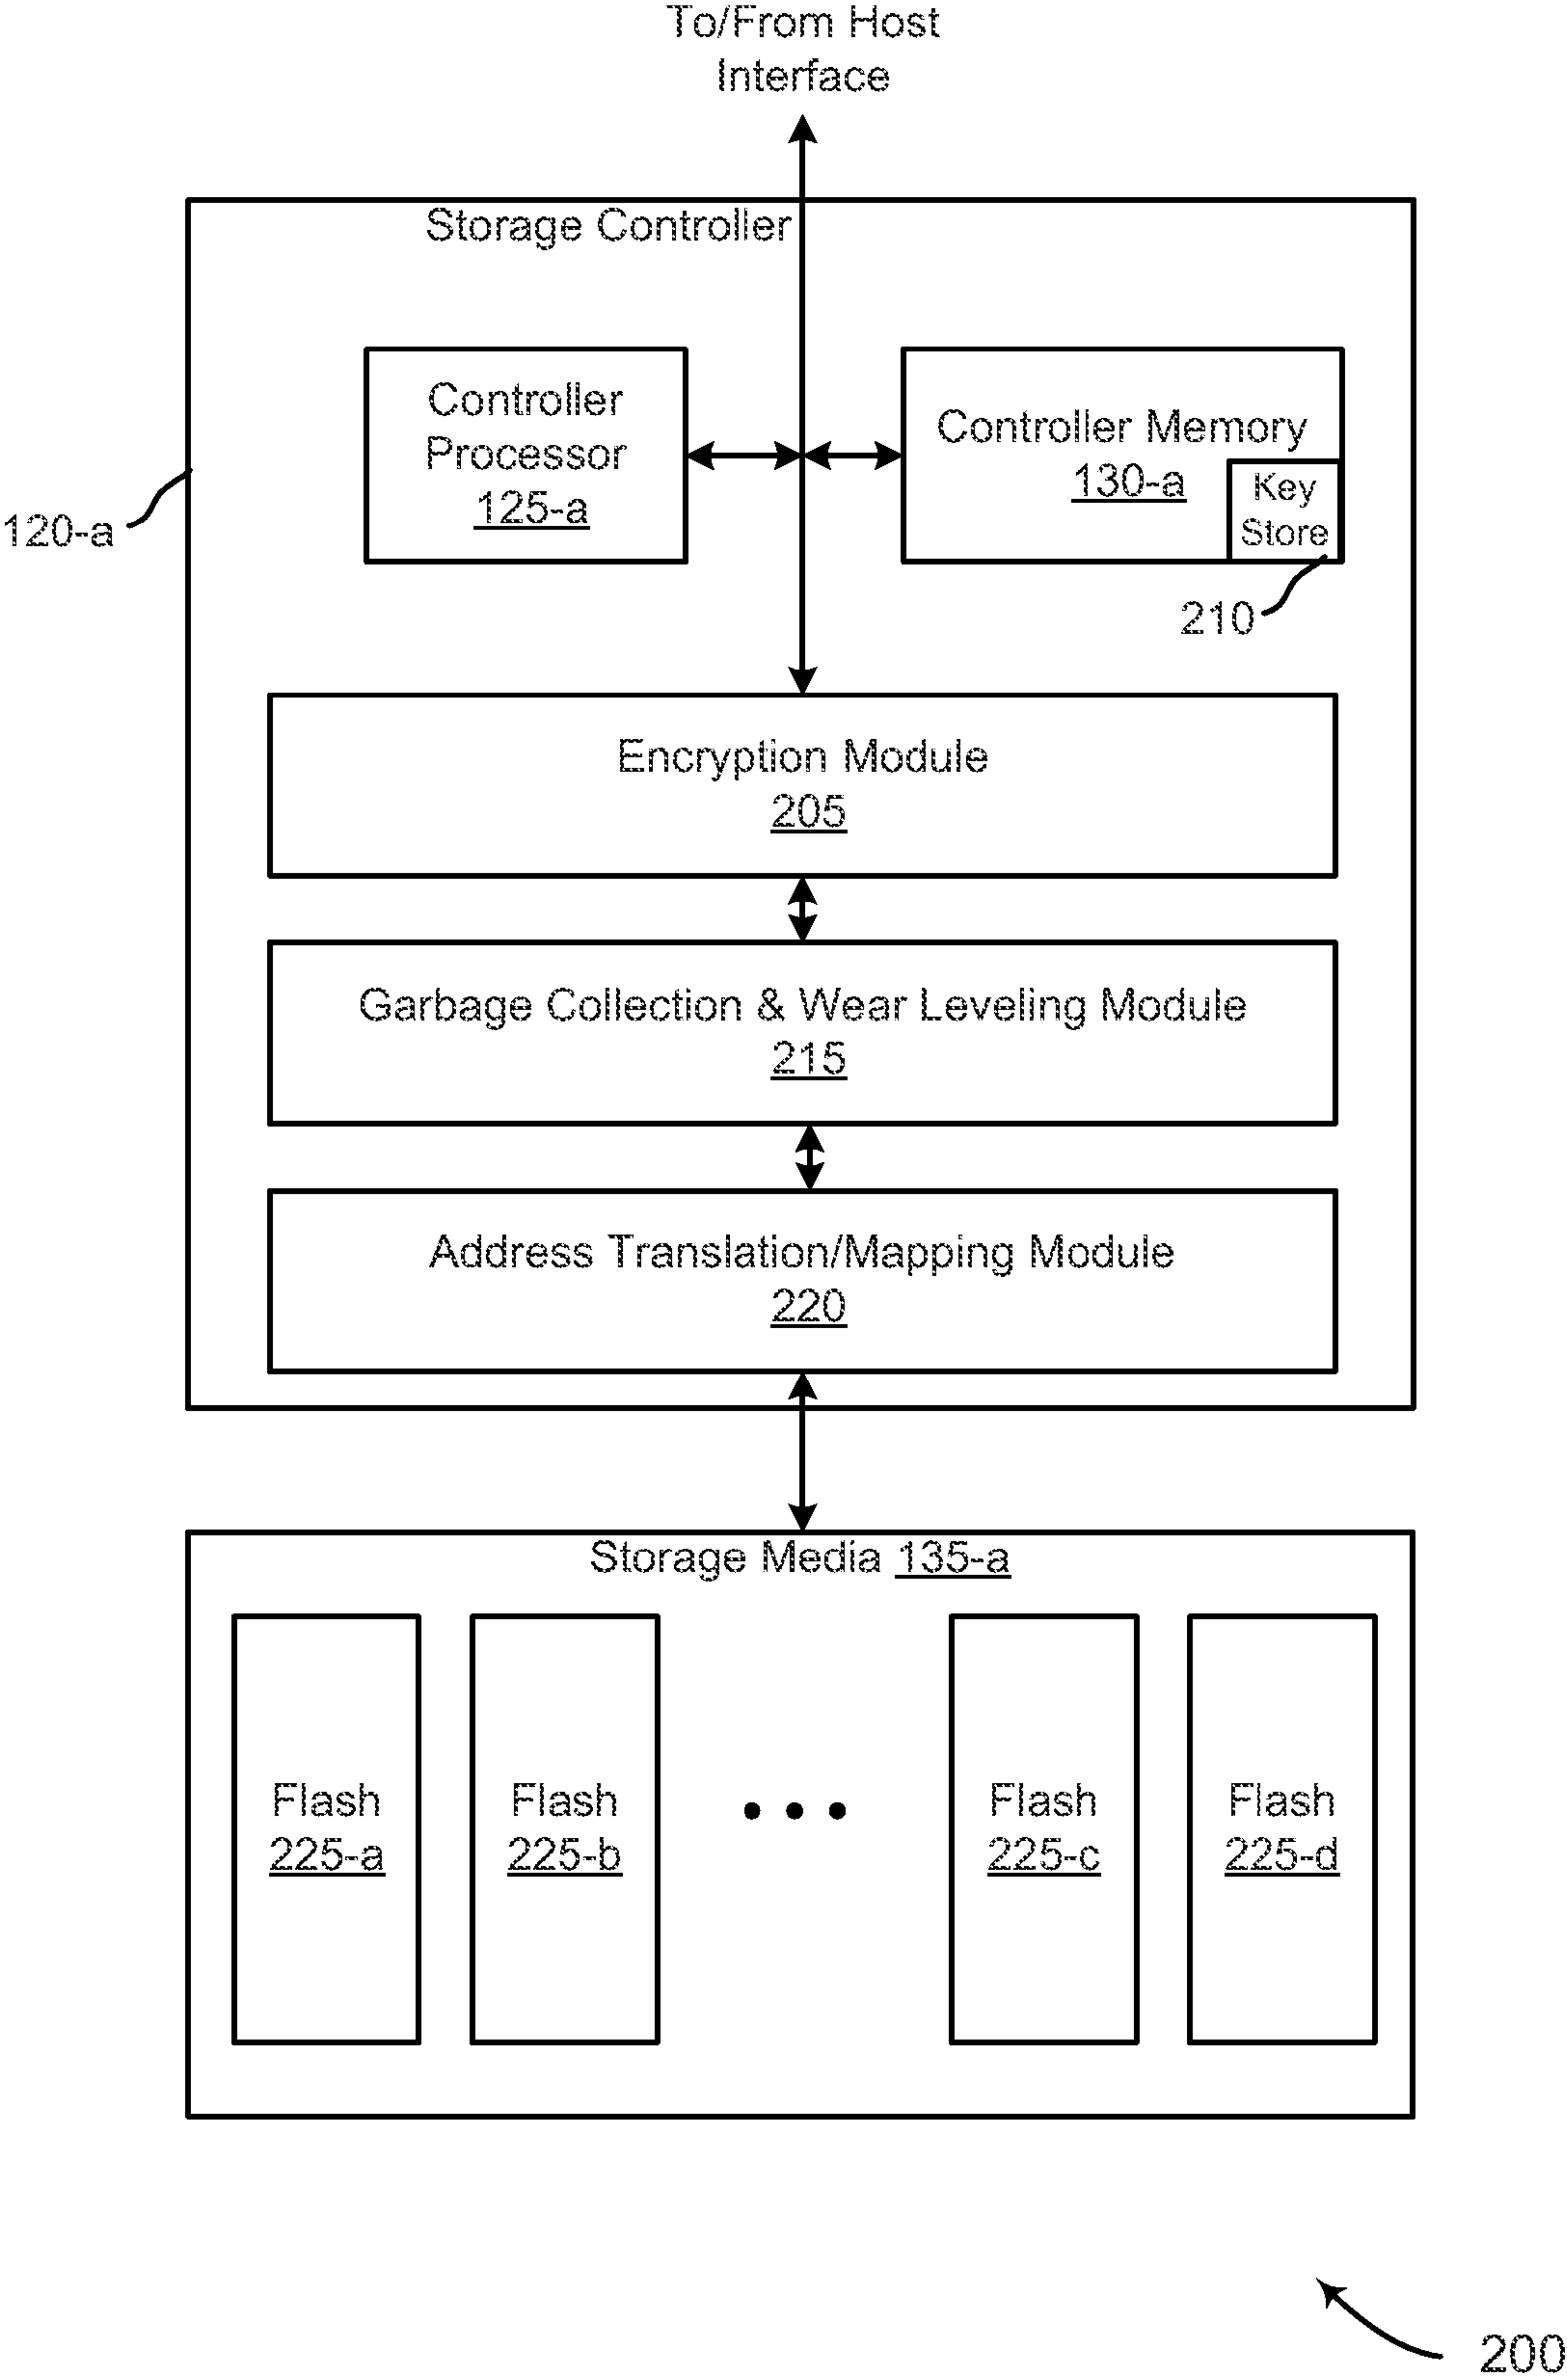 To/From Host
Interface
Storage Controller
Controller
Processor
125-a
Controller Memory
130-a
Key
Store
120-a
210
Encryption Module
205
Garbage Collection & Wear Leveling Module
215
Address Translation/Mapping Module
220
Storage Media 135-a
Flash
225-a
Flash
225-b
Flash
225-c
Flash
225-d
200